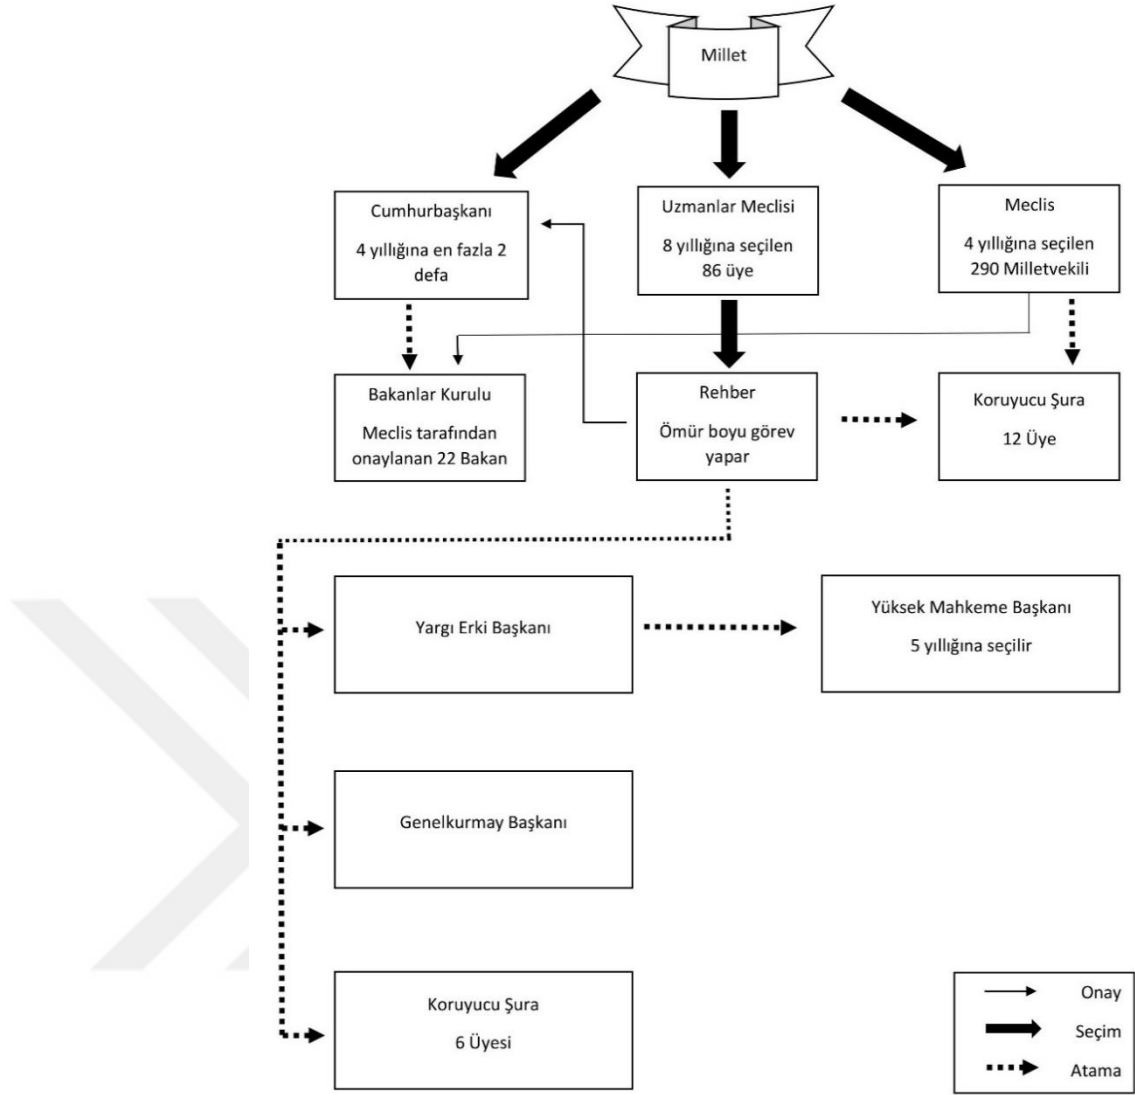 Millet
Cumhurbaşkanı
4 yıllığına en fazla 2
defa
Uzmanlar Meclisi
8 yıllığına seçilen
86 üye
Meclis
4 yıllığına seçilen
290 Milletvekili
Bakanlar Kurulu
Meclis tarafından
onaylanan 22 Bakan
Rehber
Ömür boyu görev
yapar
Koruyucu Şura
12 Üye
Yargı Erki Başkanı
Yüksek Mahkeme Başkanı
5 yıllığına seçilir
Genelkurmay Başkanı
Koruyucu Şura
6 Üyesi
Onay
Seçim
Atama